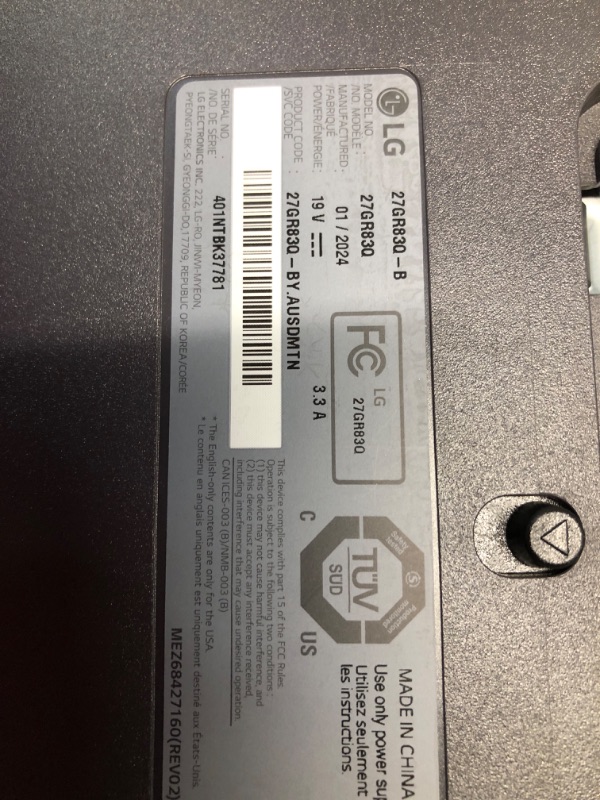 LG
MODEL NO. : 27GR83Q-B
/NO. MODÈLE : 27GR83Q
MANUFACTURED : 01 / 2024
/FABRIQUÉ
POWER/ÉNERGIE: 19 V 3.3 A
PRODUCT CODE : 27GR83Q-BY.AUSDMTN
/SVC CODE
SERIAL NO. : 401NTBK37781
/NO. DE SÉRIE :
LG ELECTRONICS INC. 222, LG-RO, JINWI-MYEON,
PYEONGTAEK-SI, GYEONGGI-DO,17709, REPUBLIC OF KOREA/CORÉE
FC LG
27GR83Q
TÜV
SÜD
C US
This device complies with part 15 of the FCC Rules.
Operation is subject to the following two conditions :
(1) this device may not cause harmful interference, and
(2) this device must accept any interference received,
including interference that may cause undesired operation.
CAN ICES-003(B)/NMB-003(B)
* The English-only contents are only for the USA.
* Le contenu en anglais uniquement est uniquement destiné aux États-Unis.
MADE IN CHINA
Use only power
Utilisez seulement
les instructions.
MEZ68427160(REV02)